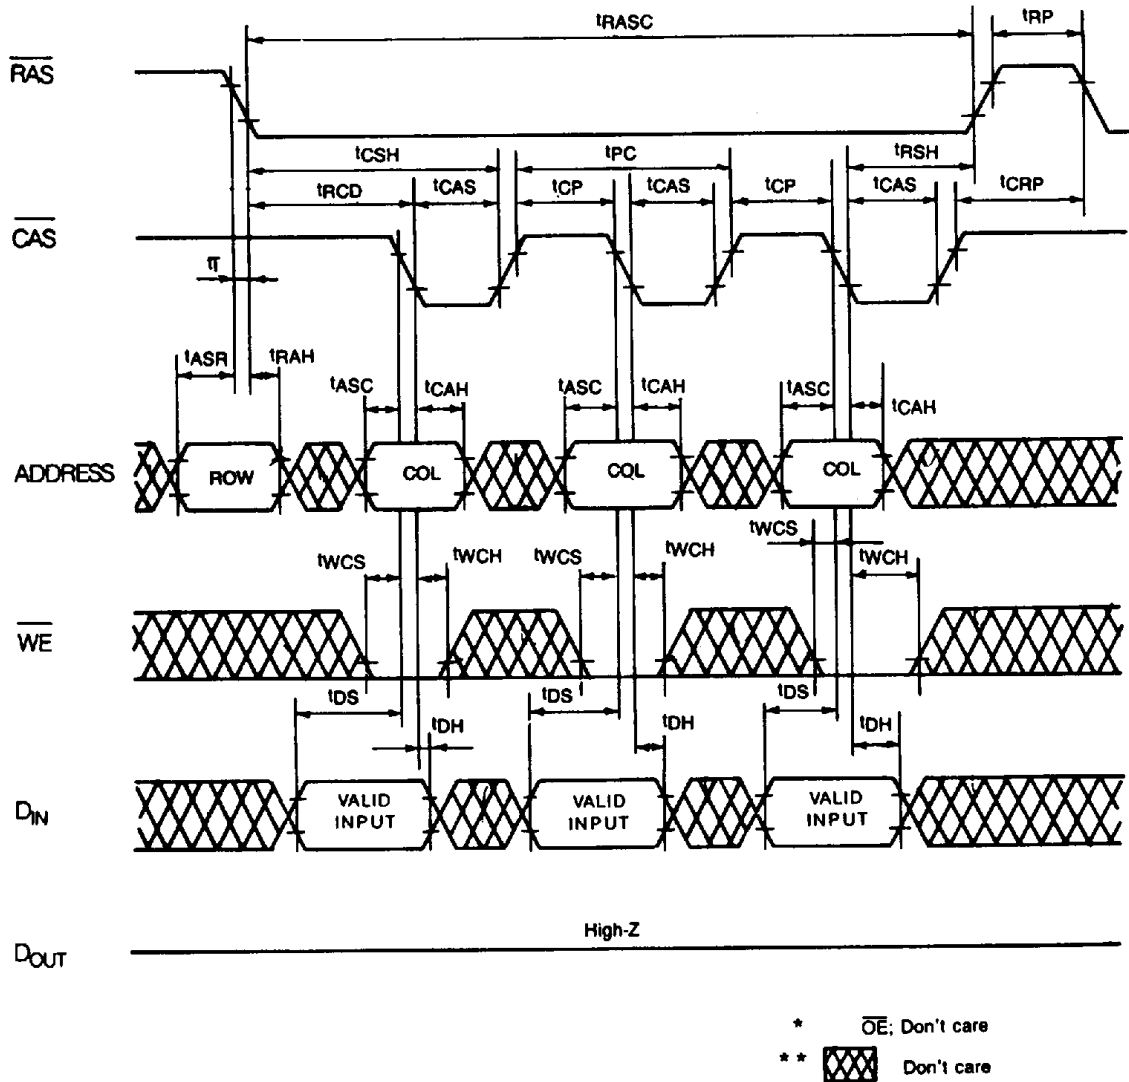 tRASC tRP
RAS
tCSH tPC tRSH
tRCD tCAS tCP tCAS tCP tCAS tCRP
CAS
tT
tASR tRAH
tASC tCAH tASC tCAH tASC tCAH
ADDRESS ROW COL COL COL
tWCS tWCH tWCS tWCH tWCS tWCH
WE
tDS tDH tDS tDH tDS tDH
DIN VALID INPUT VALID INPUT VALID INPUT
High-Z
DOUT
* OE; Don't care
** Don't care